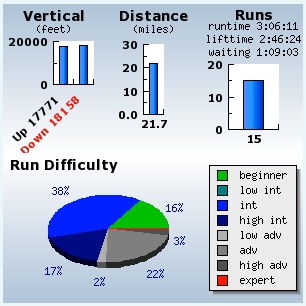 Vertical Distance Runs
(feet) (miles) runtime 3:06:11
lifttime 2:46:24
waiting 1:09:03
20000
0
Up 17771
Down 18158
30
20
10
0.0
21.7
20
10
0
15
Run Difficulty
38%
16%
3%
22%
2%
17%
beginner
low int
int
high int
low adv
adv
high adv
expert